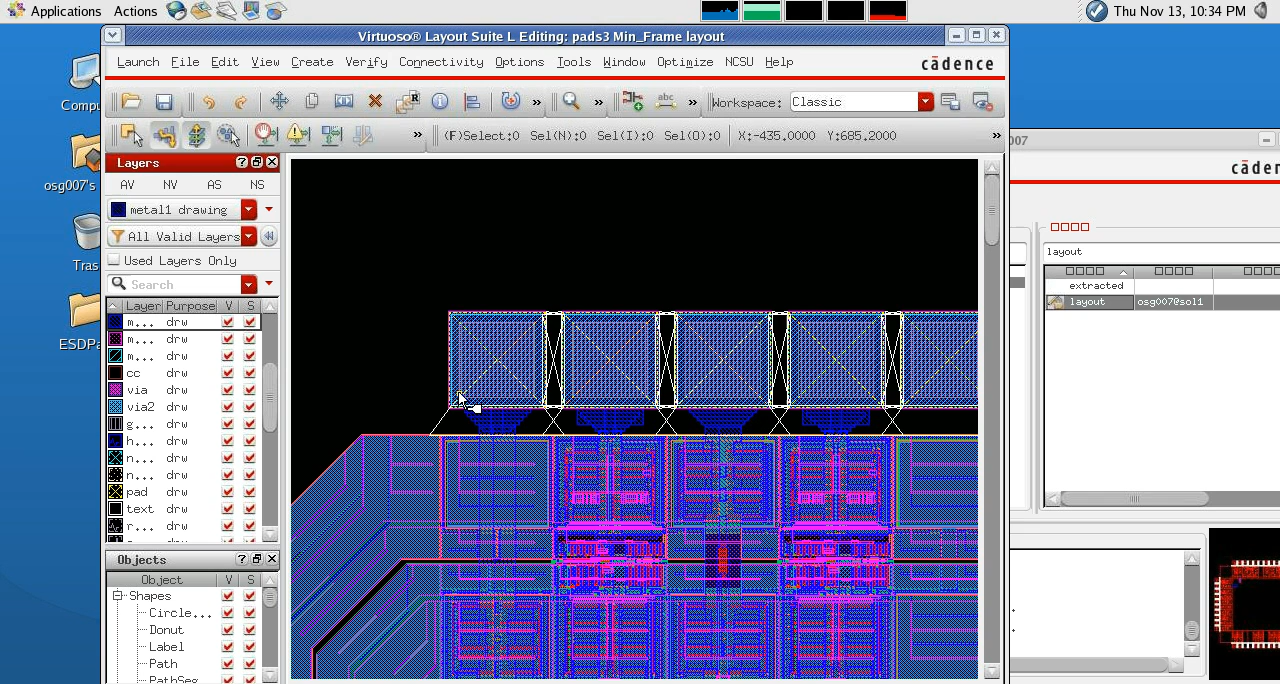 Applications Actions Thu Nov 13, 10:34 PM
Virtuoso® Layout Suite L Editing: pads3 Min_Frame layout
Launch File Edit View Create Verify Connectivity Options Tools Window Optimize NCSU Help cādence
» » abc » Workspace: Classic
» (F)Select:0 Sel(N):0 Sel(I):0 Sel(O):0 X:-435.0000 Y:685.2000 »
007
Layers
AV NV AS NS
metal1 drawing
All Valid Layers
Used Layers Only
Search
Layer Purpose V S
m... drw
m... drw
m... drw
cc drw
via drw
via2 drw
g... drw
h... drw
n... drw
n... drw
pad drw
text drw
r... drw
Objects
Object V S
Shapes
Circle...
Donut
Label
Path
PathSeg
Compu
osg007's
Tras
ESDPa
cāden
layout
extracted
layout osg007@sol1